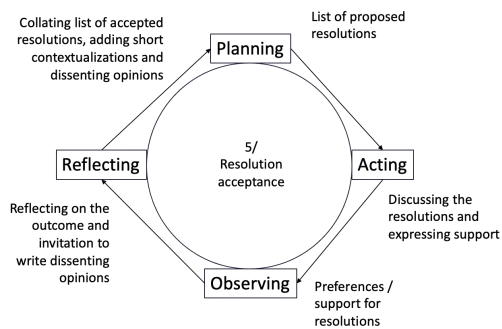 Planning
List of proposed
resolutions
Acting
Discussing the
resolutions and
expressing support
Observing
Preferences /
support for
resolutions
Reflecting
Reflecting on the
outcome and
invitation to
write dissenting
opinions
Collating list of accepted
resolutions, adding short
contextualizations and
dissenting opinions
5/
Resolution
acceptance